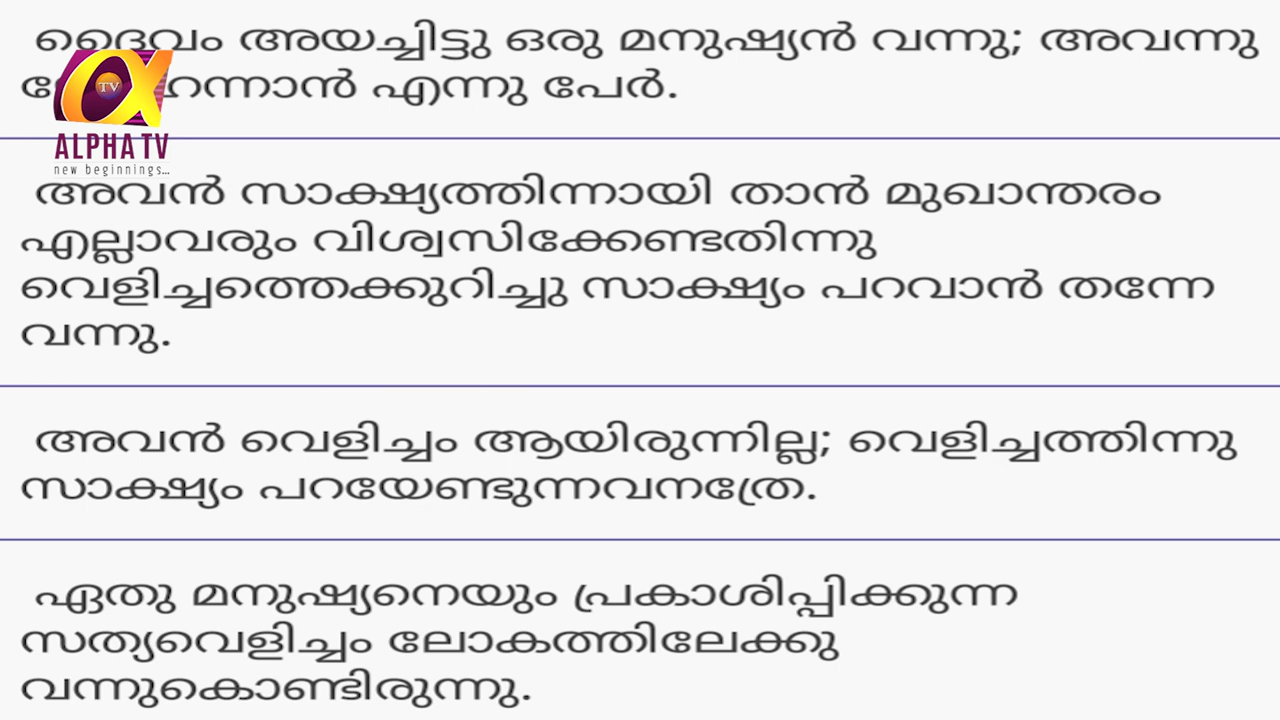 ദൈവം അയച്ചിട്ടു ഒരു മനുഷ്യൻ വന്നു; അവന്നു
എന്നു പേർ.
TV
ALPHA TV
new beginnings...
അവൻ സാക്ഷ്യത്തിന്നായി താൻ മുഖാന്തരം
എല്ലാവരും വിശ്വസിക്കേണ്ടതിന്നു
വെളിച്ചത്തെക്കുറിച്ചു സാക്ഷ്യം പറവാൻ തന്നേ
വന്നു.
അവൻ വെളിച്ചം ആയിരുന്നില്ല; വെളിച്ചത്തിന്നു
സാക്ഷ്യം പറയേണ്ടുന്നവനത്രേ.
ഏതു മനുഷ്യനെയും പ്രകാശിപ്പിക്കുന്ന
സത്യവെളിച്ചം ലോകത്തിലേക്കു
വന്നുകൊണ്ടിരുന്നു.